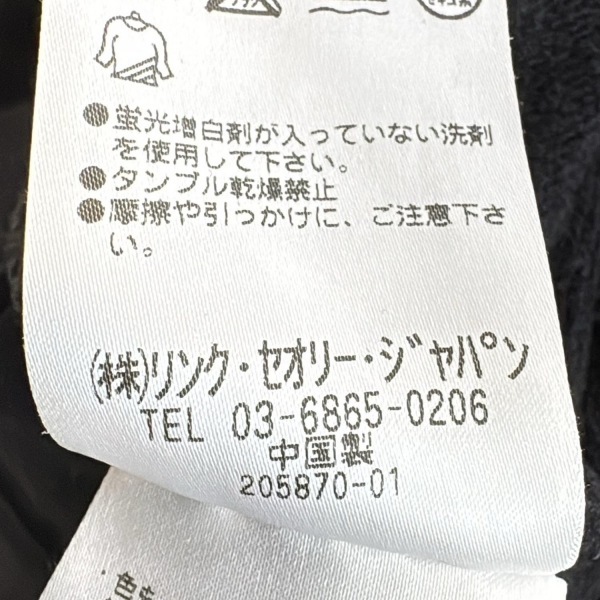 ●蛍光増白剤が入っていない洗剤
を使用して下さい。
●タンブル乾燥禁止
●摩擦や引っかけに、ご注意下さ
い。
(株)リンク・セオリー・ジャパン
TEL 03-6865-0206
中国製
205870-01